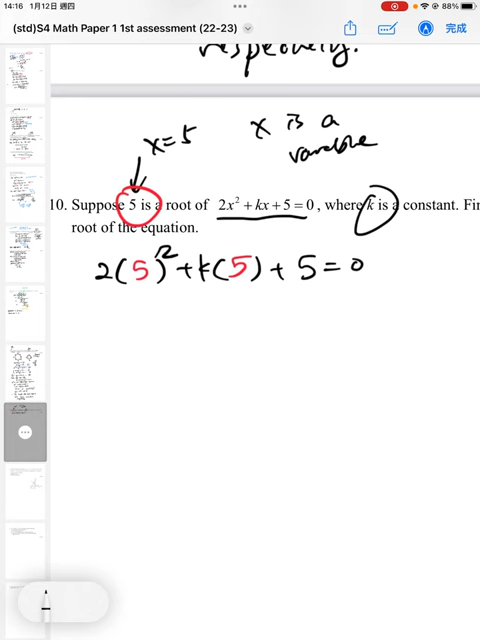 14:16 1月12日 週四
88%
(std)S4 Math Paper 1 1st assessment (22-23)
完成
respectively.
x=5
x is a
variable
10. Suppose 5 is a root of 2x² + kx + 5 = 0, where k is a constant. Fin
root of the equation.
2(5)² + k(5) + 5 = 0